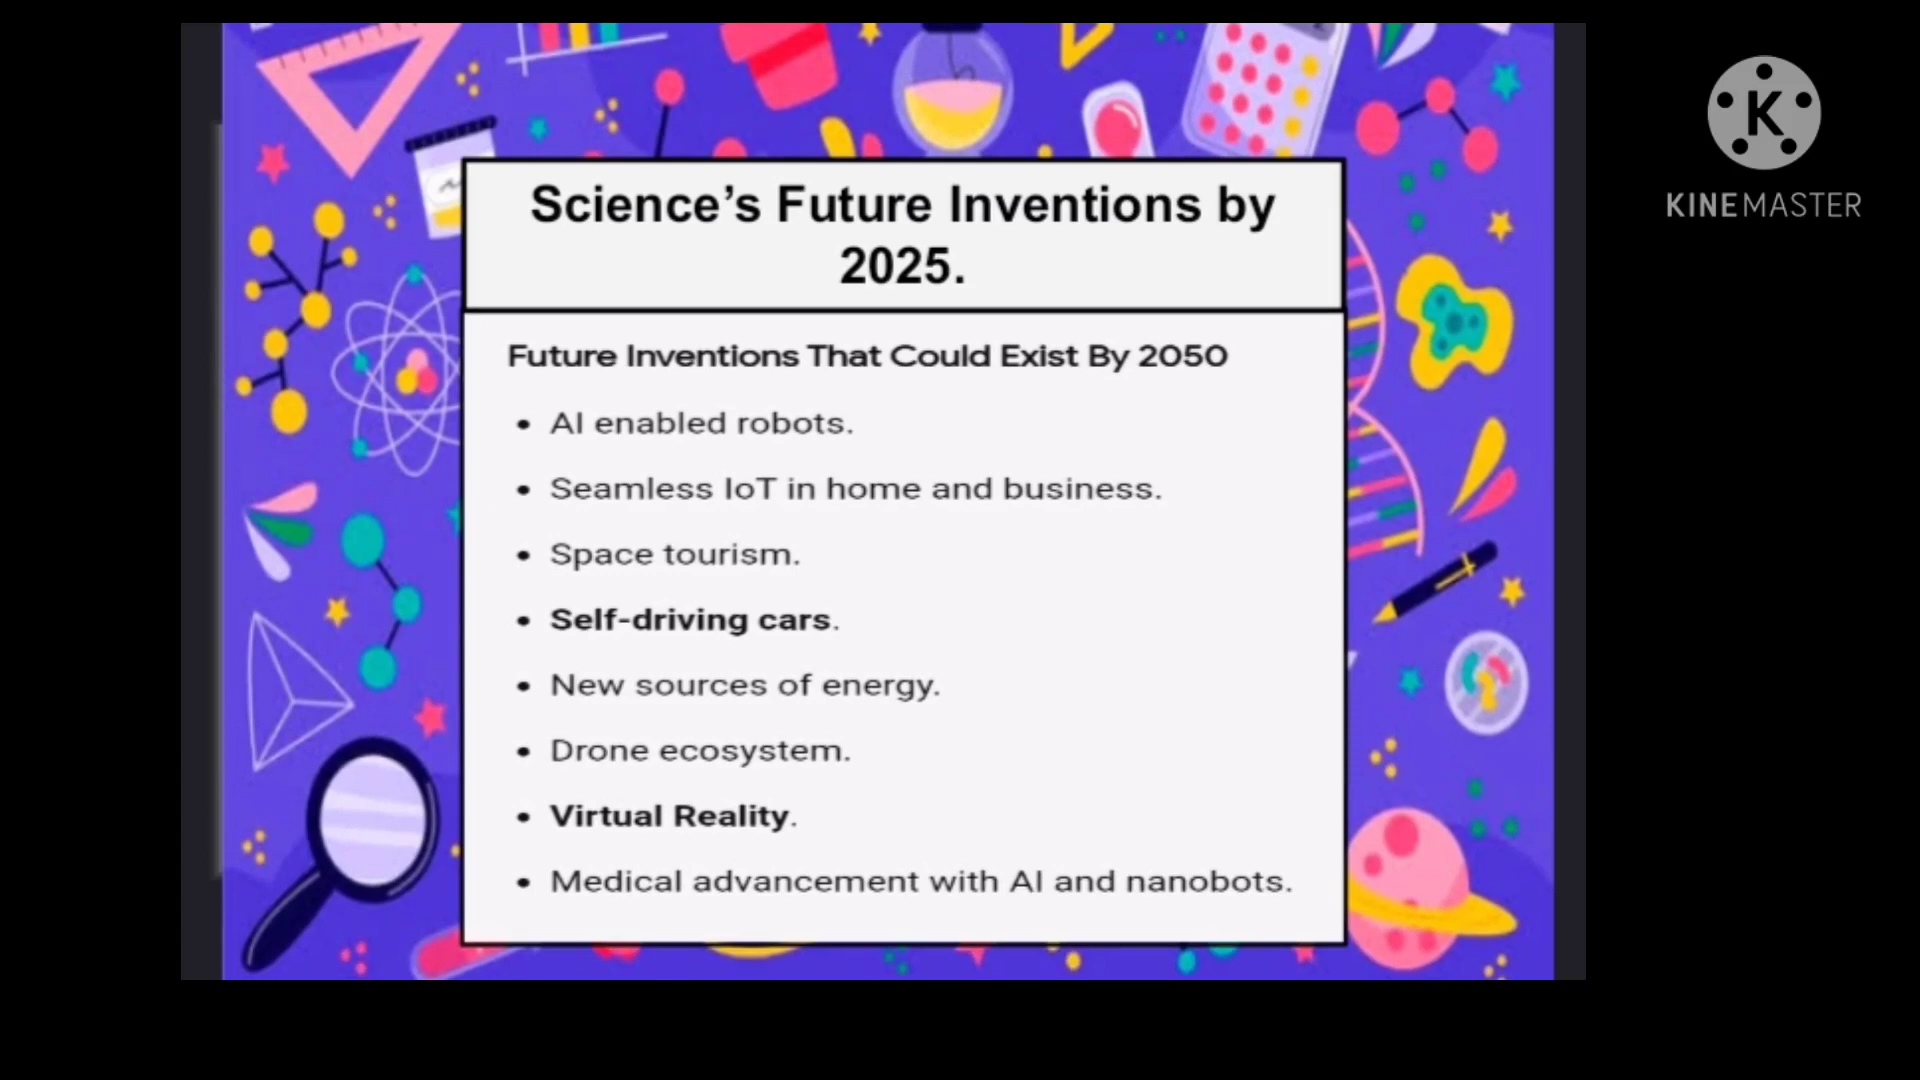 Science’s Future Inventions by
2025.
Future Inventions That Could Exist By 2050
• AI enabled robots.
• Seamless IoT in home and business.
• Space tourism.
• Self-driving cars.
• New sources of energy.
• Drone ecosystem.
• Virtual Reality.
• Medical advancement with AI and nanobots.
K
KINEMASTER